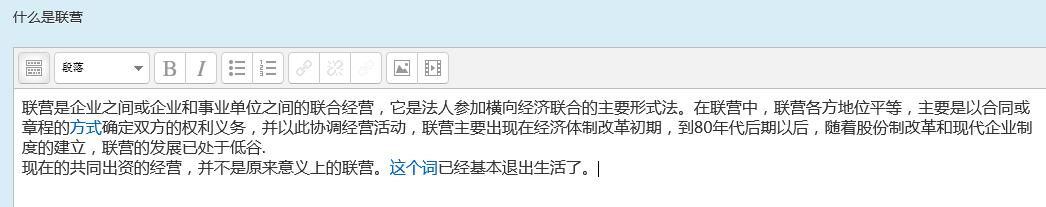 什么是联营
段落
B I
联营是企业之间或企业和事业单位之间的联合经营，它是法人参加横向经济联合的主要形式法。在联营中，联营各方地位平等，主要是以合同或
章程的方式确定双方的权利义务，并以此协调经营活动，联营主要出现在经济体制改革初期，到80年代后期以后，随着股份制改革和现代企业制
度的建立，联营的发展已处于低谷.
现在的共同出资的经营，并不是原来意义上的联营。这个词已经基本退出生活了。